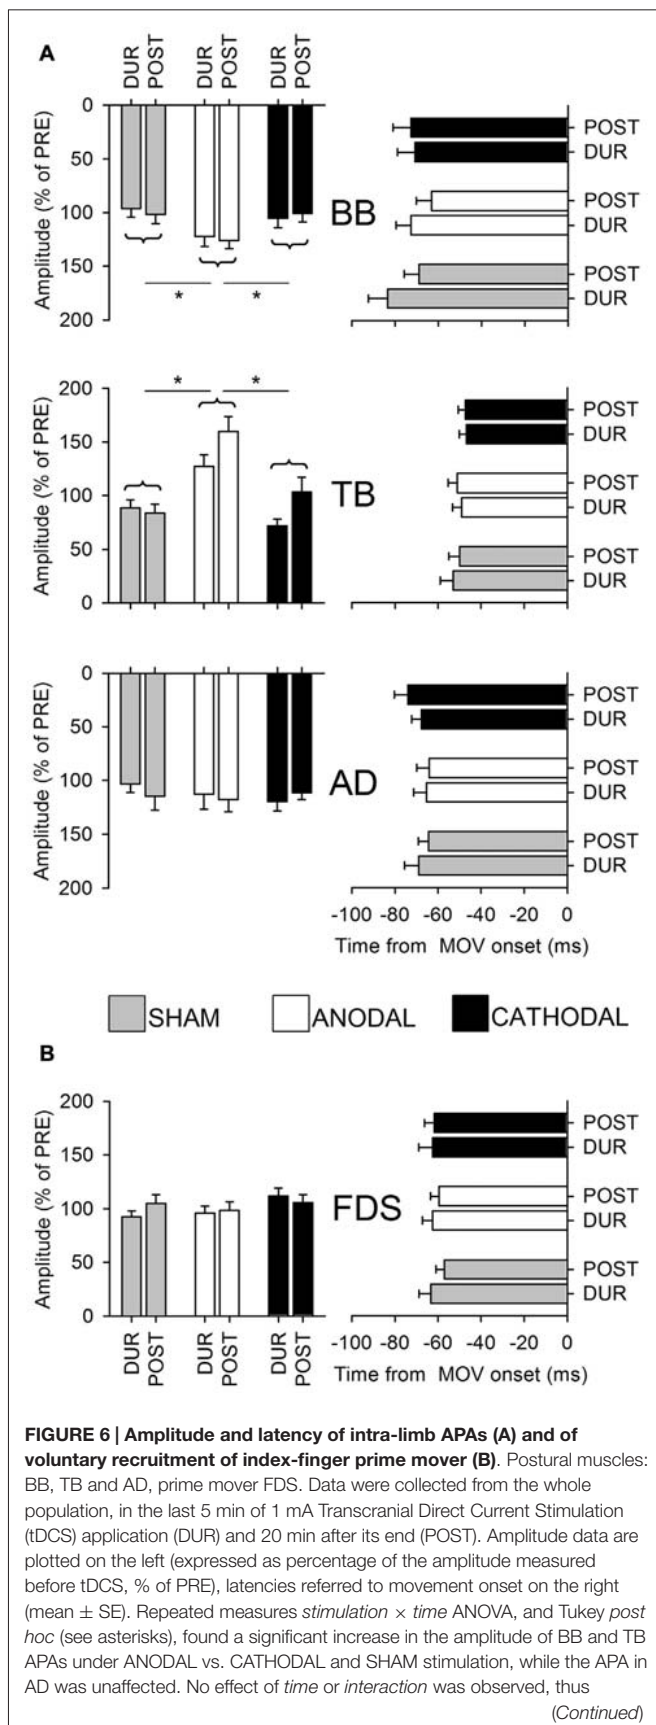 A
DUR
POST
DUR
POST
DUR
POST
Amplitude (% of PRE)
0
50
100
150
200
*
*
BB
POST
DUR
POST
DUR
POST
DUR
Amplitude (% of PRE)
200
150
100
50
0
*
*
TB
POST
DUR
POST
DUR
POST
DUR
Amplitude (% of PRE)
0
50
100
150
200
AD
POST
DUR
POST
DUR
POST
DUR
-100 -80 -60 -40 -20 0
Time from MOV onset (ms)
SHAM ANODAL CATHODAL
B
Amplitude (% of PRE)
200
150
100
50
0
DUR
POST
DUR
POST
DUR
POST
FDS
POST
DUR
POST
DUR
POST
DUR
-100 -80 -60 -40 -20 0
Time from MOV onset (ms)
FIGURE 6 | Amplitude and latency of intra-limb APAs (A) and of
voluntary recruitment of index-finger prime mover (B). Postural muscles:
BB, TB and AD, prime mover FDS. Data were collected from the whole
population, in the last 5 min of 1 mA Transcranial Direct Current Stimulation
(tDCS) application (DUR) and 20 min after its end (POST). Amplitude data are
plotted on the left (expressed as percentage of the amplitude measured
before tDCS, % of PRE), latencies referred to movement onset on the right
(mean ± SE). Repeated measures stimulation × time ANOVA, and Tukey post
hoc (see asterisks), found a significant increase in the amplitude of BB and TB
APAs under ANODAL vs. CATHODAL and SHAM stimulation, while the APA in
AD was unaffected. No effect of time or interaction was observed, thus
(Continued)